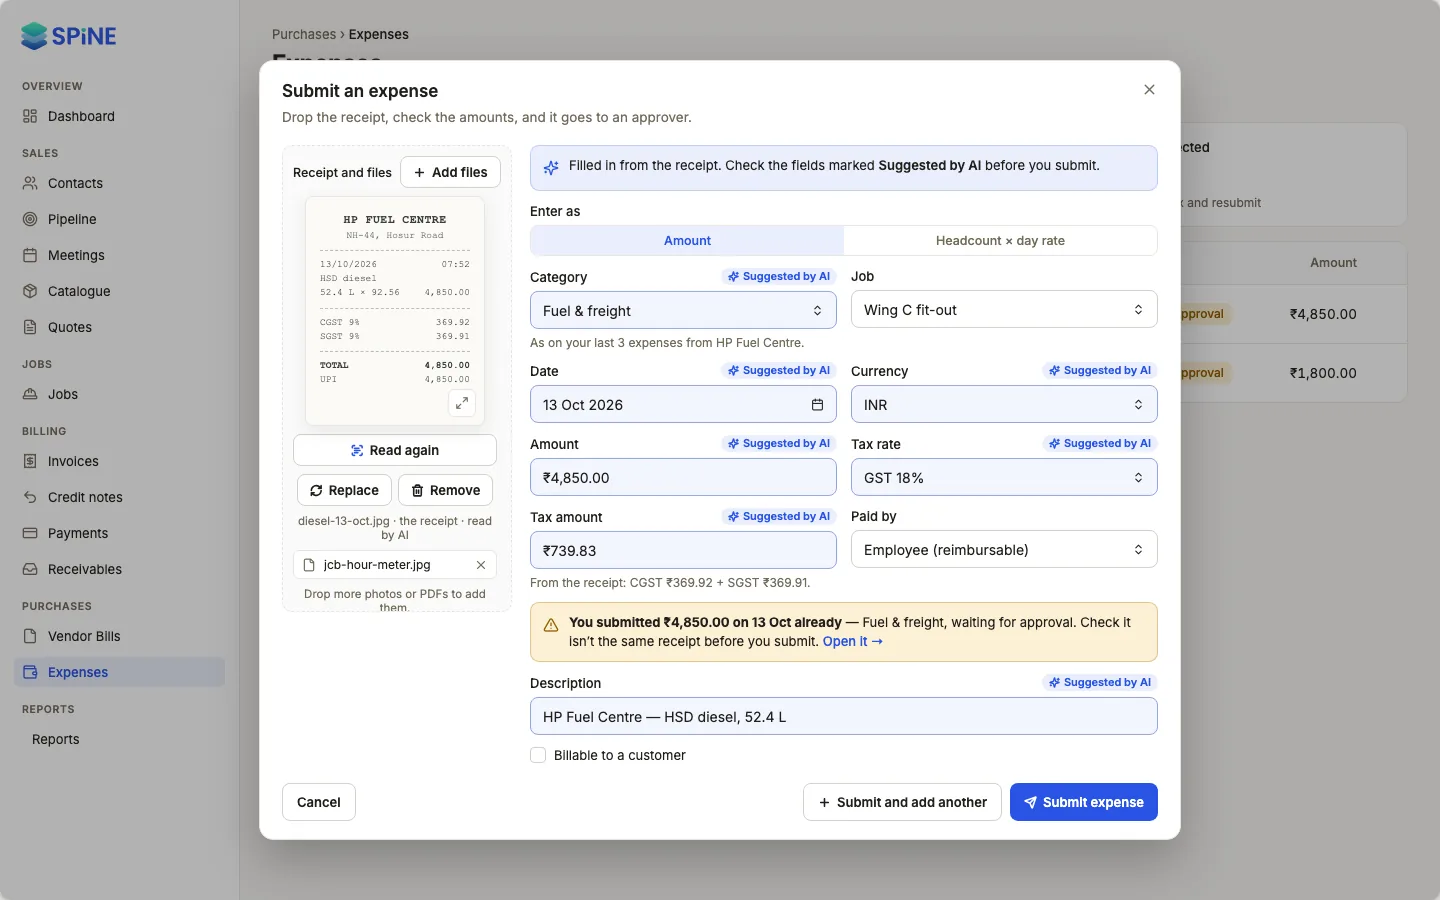 SPiNE
OVERVIEW
Dashboard
SALES
Contacts
Pipeline
Meetings
Catalogue
Quotes
JOBS
Jobs
BILLING
Invoices
Credit notes
Payments
Receivables
PURCHASES
Vendor Bills
Expenses
REPORTS
Reports
Purchases › Expenses
Expenses
Submit an expense
Drop the receipt, check the amounts, and it goes to an approver.
Receipt and files
+ Add files
HP FUEL CENTRE
NH-44, Hosur Road
13/10/2026 07:52
HSD diesel
52.4 L × 92.56 4,850.00
CGST 9% 369.92
SGST 9% 369.91
TOTAL 4,850.00
UPI 4,850.00
Read again
Replace
Remove
diesel-13-oct.jpg · the receipt · read
by AI
jcb-hour-meter.jpg
Drop more photos or PDFs to add
them.
Filled in from the receipt. Check the fields marked Suggested by AI before you submit.
Enter as
Amount
Headcount × day rate
Category Suggested by AI
Fuel & freight
As on your last 3 expenses from HP Fuel Centre.
Job
Wing C fit-out
Date Suggested by AI
13 Oct 2026
Currency Suggested by AI
INR
Amount Suggested by AI
₹4,850.00
Tax rate Suggested by AI
GST 18%
Tax amount Suggested by AI
₹739.83
From the receipt: CGST ₹369.92 + SGST ₹369.91.
Paid by
Employee (reimbursable)
You submitted ₹4,850.00 on 13 Oct already — Fuel & freight, waiting for approval. Check it
isn’t the same receipt before you submit. Open it →
Description Suggested by AI
HP Fuel Centre — HSD diesel, 52.4 L
Billable to a customer
Cancel
+ Submit and add another
Submit expense
and resubmit
Amount
₹4,850.00
₹1,800.00